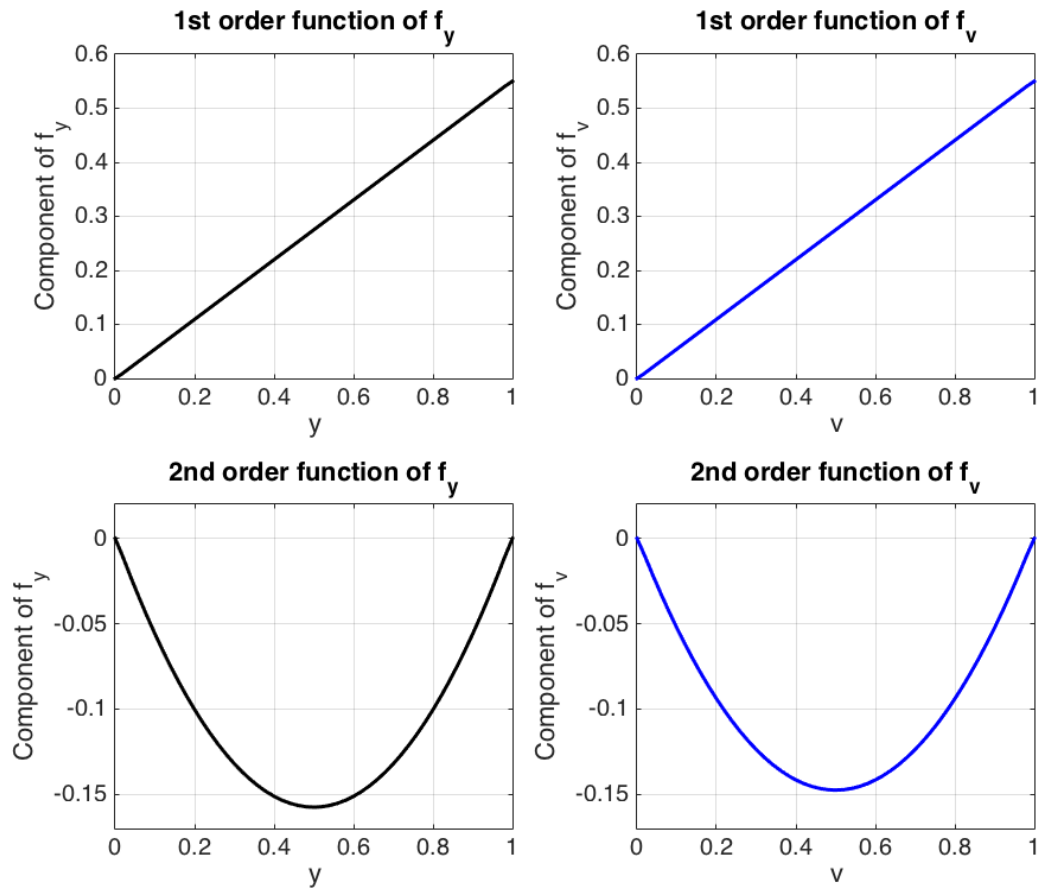 1st order function of f_y
Component of f_y
0.6
0.5
0.4
0.3
0.2
0.1
0
0 0.2 0.4 0.6 0.8 1
y
1st order function of f_v
Component of f_v
0.6
0.5
0.4
0.3
0.2
0.1
0
0 0.2 0.4 0.6 0.8 1
v
2nd order function of f_y
Component of f_y
0
-0.05
-0.1
-0.15
0 0.2 0.4 0.6 0.8 1
y
2nd order function of f_v
Component of f_v
0
-0.05
-0.1
-0.15
0 0.2 0.4 0.6 0.8 1
v